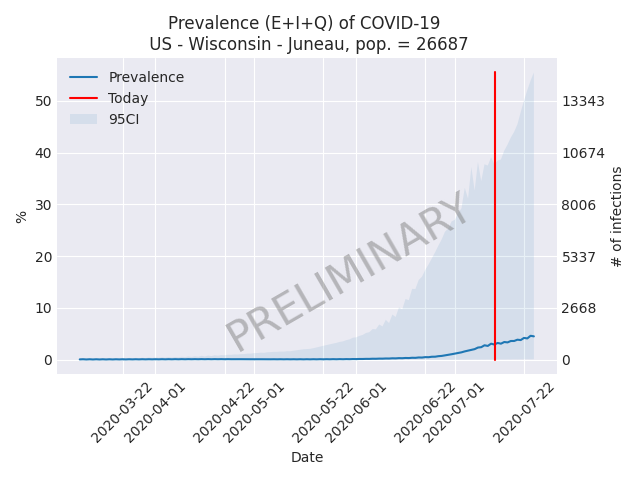 Prevalence (E+I+Q) of COVID-19
US - Wisconsin - Juneau, pop. = 26687
Prevalence
Today
95CI
50
40
30
20
10
0
%
13343
10674
8006
5337
2668
0
# of infections
PRELIMINARY
2020-03-22
2020-04-01
2020-04-22
2020-05-01
2020-05-22
2020-06-01
2020-06-22
2020-07-01
2020-07-22
Date